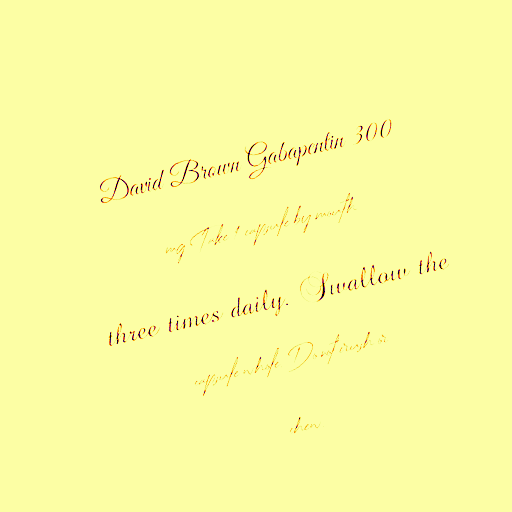 David Brown Gabapentin 300
mg Take 1 capsule by mouth
three times daily. Swallow the
capsule whole Do not crush or
chew